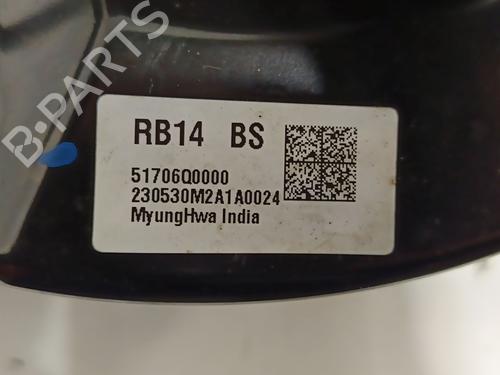 B-PARTS
RB14 BS
51706Q0000
230530M2A1A0024
MyungHwa India